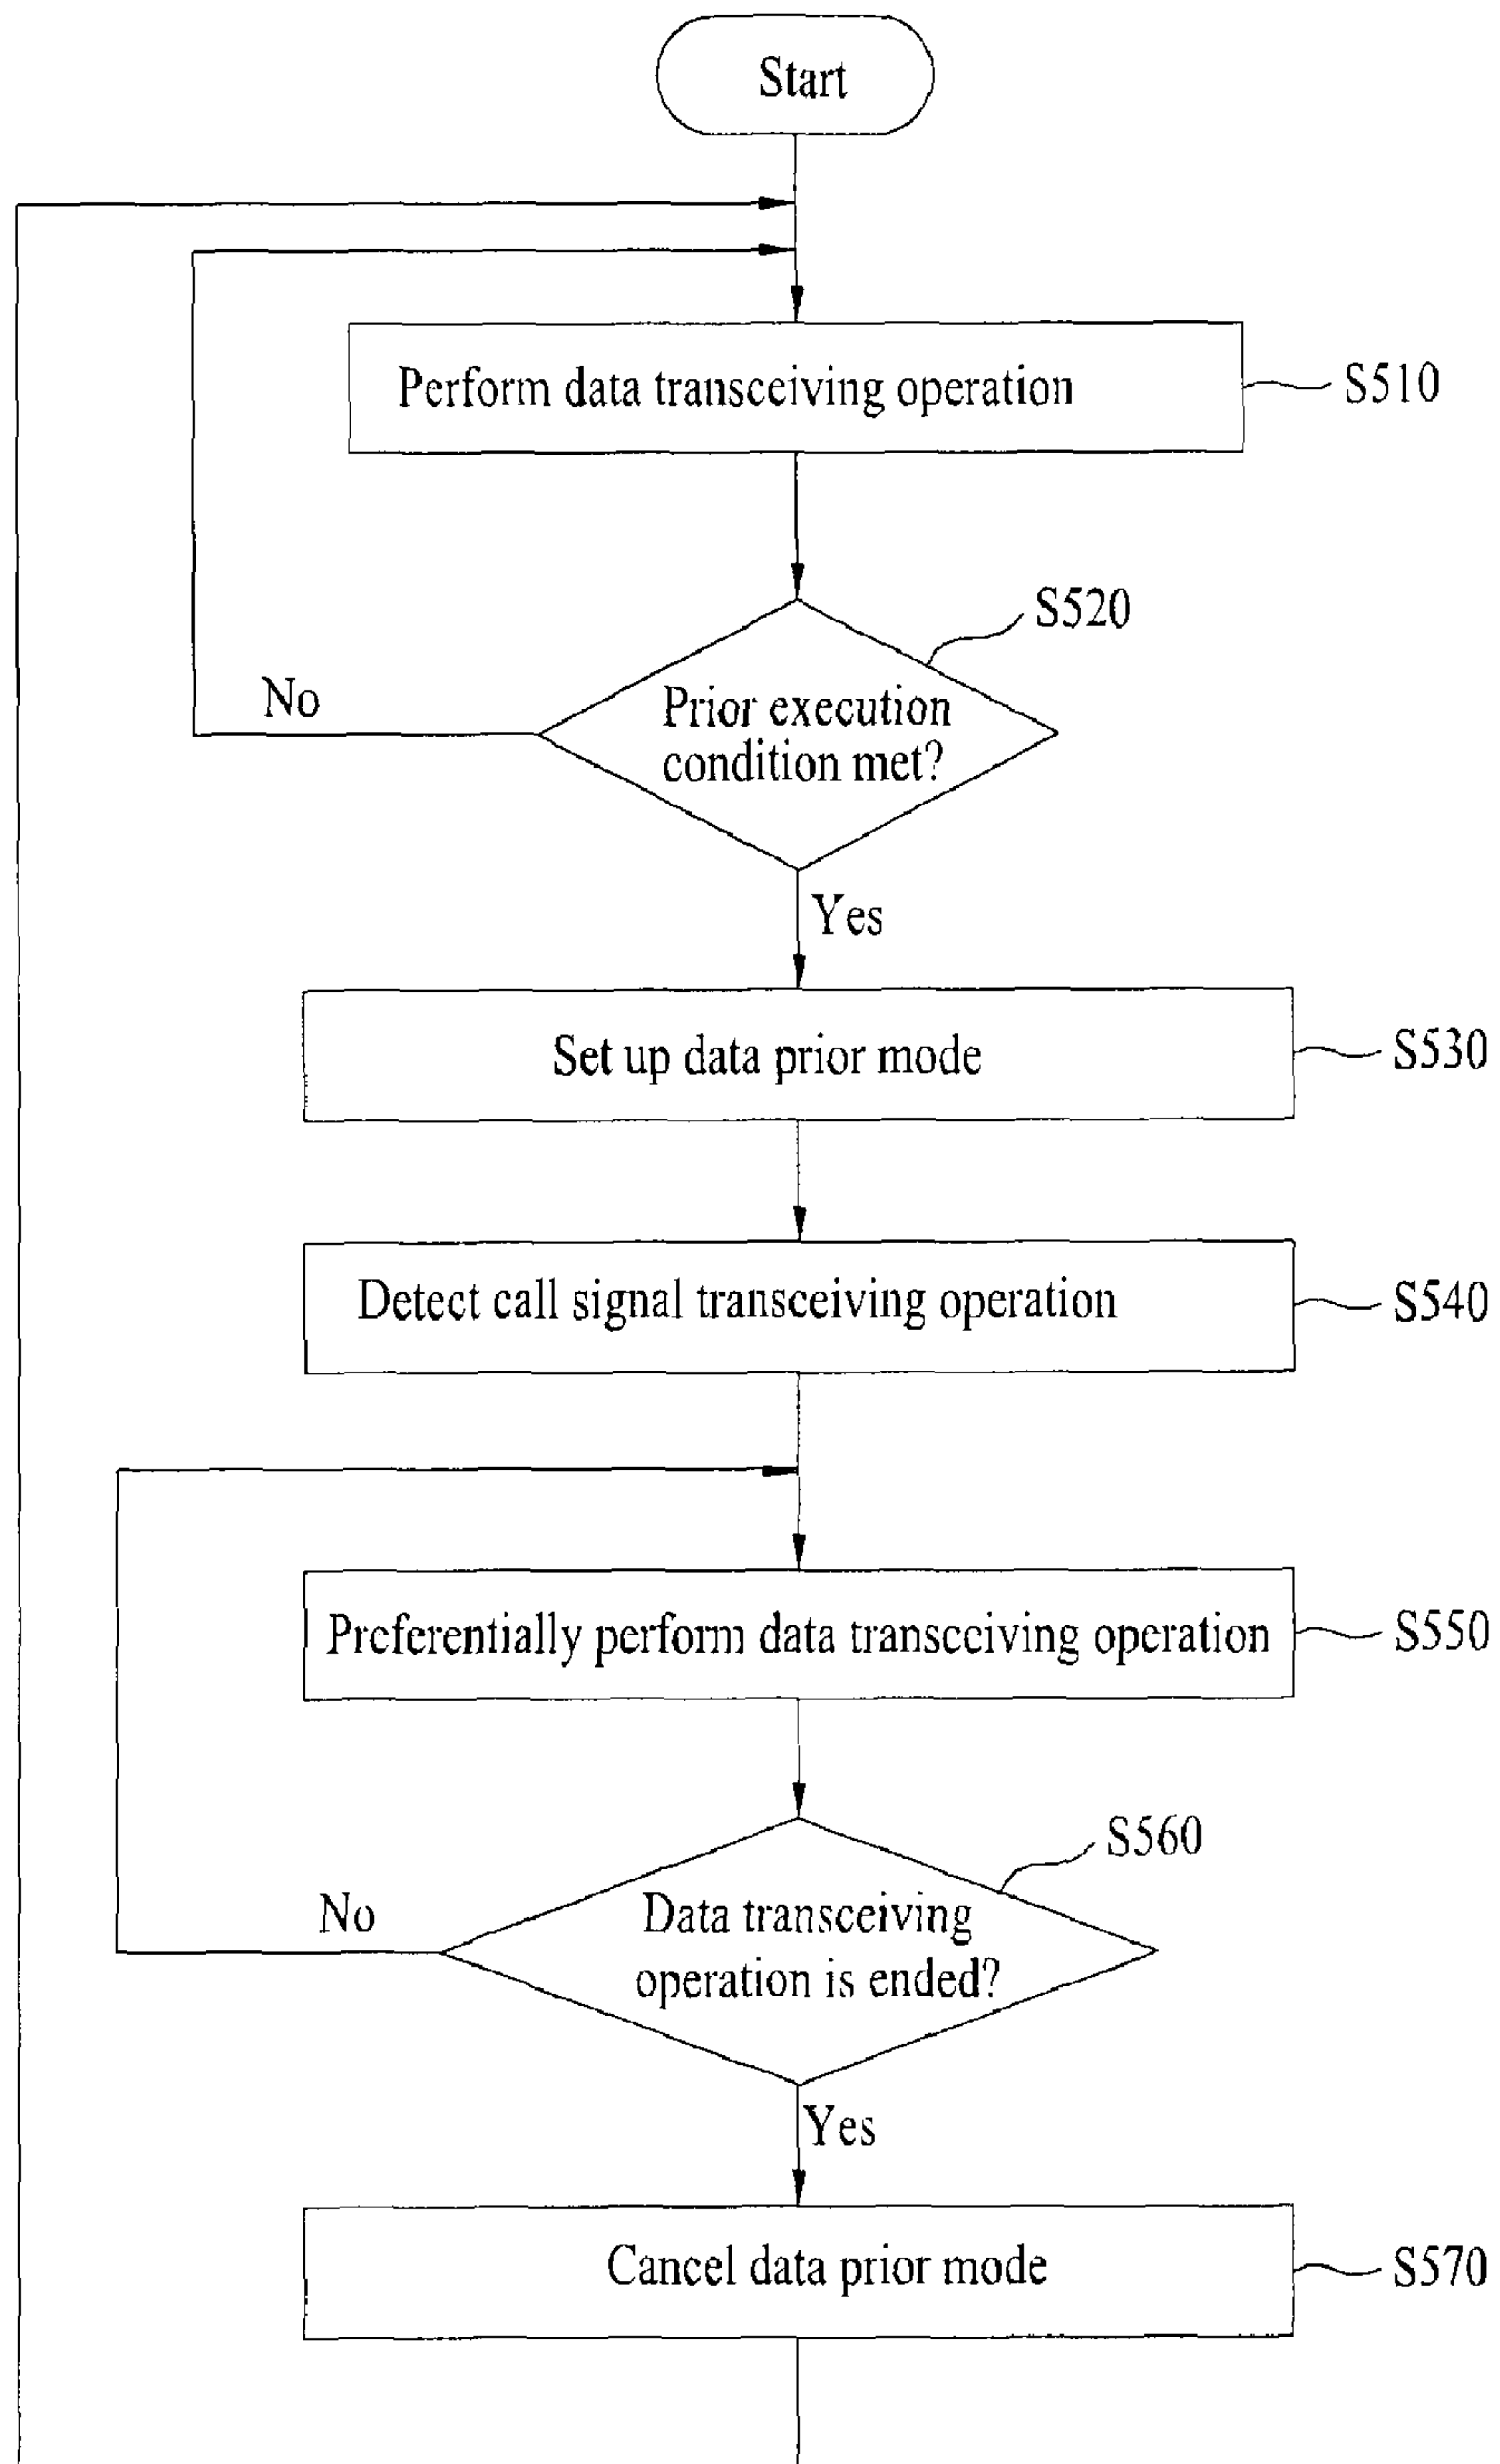 Start
Perform data transceiving operation
S510
S520
Prior execution
condition met?
No
Yes
Set up data prior mode
S530
Detect call signal transceiving operation
S540
Preferentially perform data transceiving operation
S550
S560
Data transceiving
operation is ended?
No
Yes
Cancel data prior mode
S570